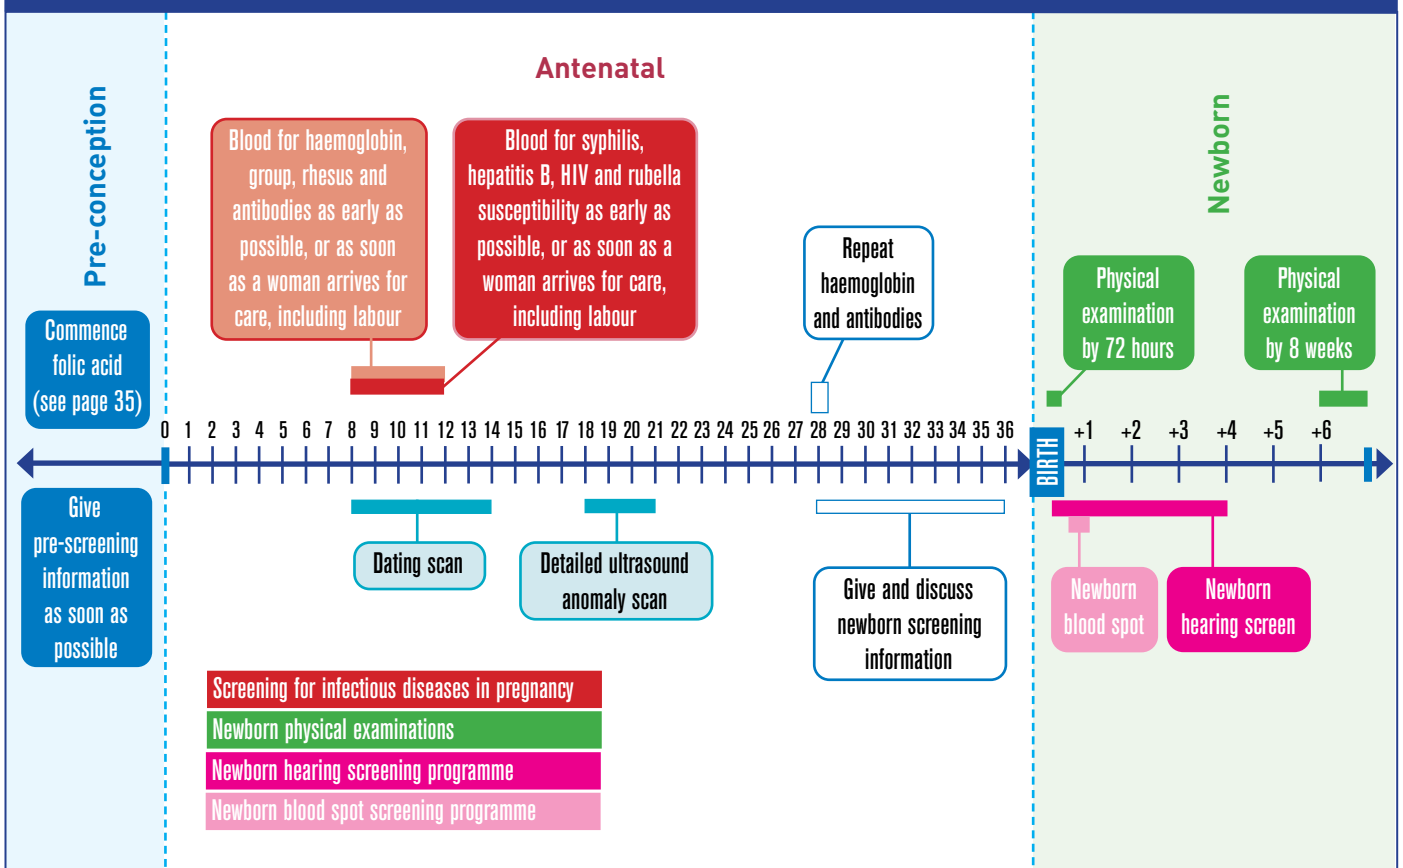 Antenatal
Pre-conception
Newborn
Blood for haemoglobin,
group, rhesus and
antibodies as early as
possible, or as soon
as a woman arrives for
care, including labour
Blood for syphilis,
hepatitis B, HIV and rubella
susceptibility as early as
possible, or as soon as a
woman arrives for care,
including labour
Repeat
haemoglobin
and antibodies
Physical
examination
by 72 hours
Physical
examination
by 8 weeks
Commence
folic acid
(see page 35)
0 1 2 3 4 5 6 7 8 9 10 11 12 13 14 15 16 17 18 19 20 21 22 23 24 25 26 27 28 29 30 31 32 33 34 35 36
BIRTH
+1 +2 +3 +4 +5 +6
Give
pre-screening
information
as soon as
possible
Dating scan
Detailed ultrasound
anomaly scan
Give and discuss
newborn screening
information
Newborn
blood spot
Newborn
hearing screen
Screening for infectious diseases in pregnancy
Newborn physical examinations
Newborn hearing screening programme
Newborn blood spot screening programme